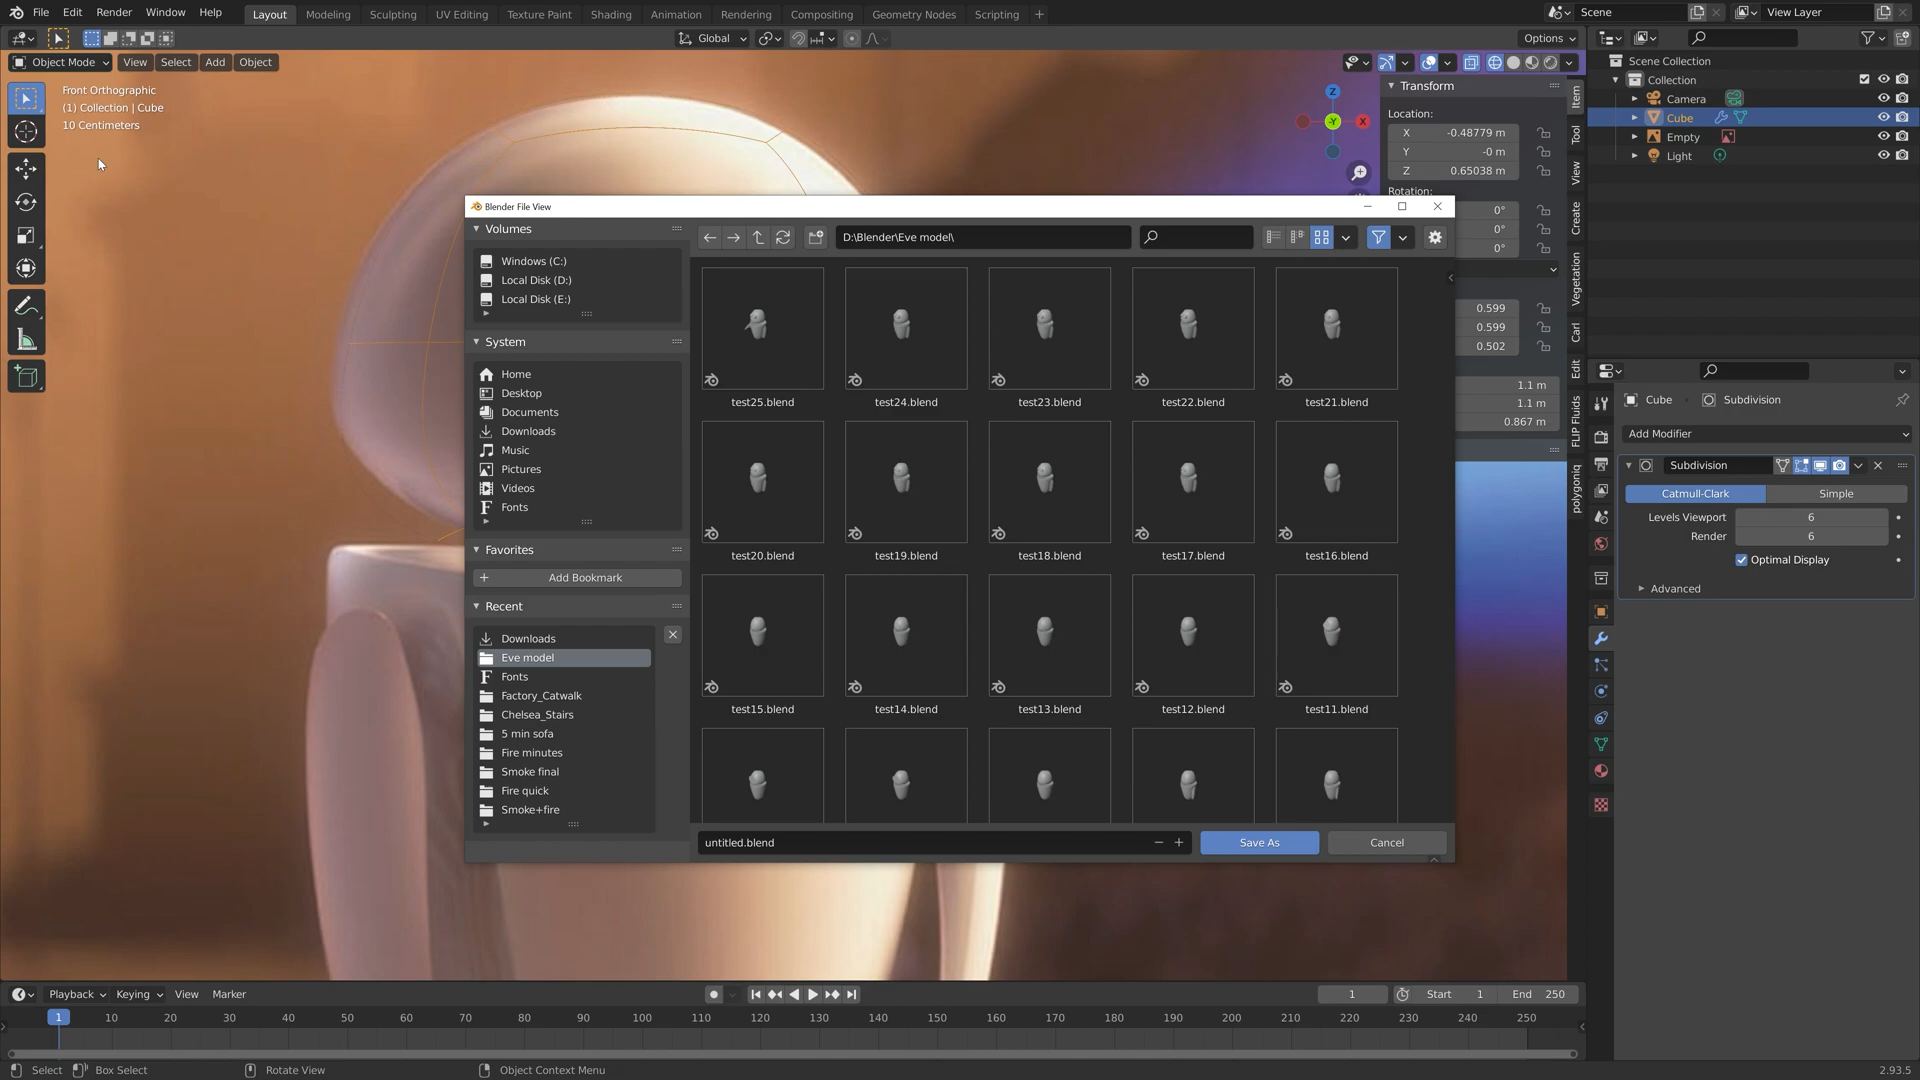 File Edit Render Window Help
Layout Modeling Sculpting UV Editing Texture Paint Shading Animation Rendering Compositing Geometry Nodes Scripting +
Scene
View Layer
Global
Options
Object Mode View Select Add Object
Front Orthographic
(1) Collection | Cube
10 Centimeters
Z
-Y
X
Transform
Location:
X -0.48779 m
Y -0 m
Z 0.65038 m
Rotation:
0°
0°
0°
0.599
0.599
0.502
1.1 m
1.1 m
0.867 m
Item
Tool
View
Create
Vegetation
Carl
Edit
FLIP Fluids
polygoniq
Scene Collection
Collection
Camera
Cube
Empty
Light
Cube Subdivision
Add Modifier
Subdivision
Catmull-Clark Simple
Levels Viewport 6
Render 6
Optimal Display
Advanced
Blender File View
Volumes
Windows (C:)
Local Disk (D:)
Local Disk (E:)
System
Home
Desktop
Documents
Downloads
Music
Pictures
Videos
Fonts
Favorites
Add Bookmark
Recent
Downloads
Eve model
Fonts
Factory_Catwalk
Chelsea_Stairs
5 min sofa
Fire minutes
Smoke final
Fire quick
Smoke+fire
D:\Blender\Eve model\
test25.blend test24.blend test23.blend test22.blend test21.blend
test20.blend test19.blend test18.blend test17.blend test16.blend
test15.blend test14.blend test13.blend test12.blend test11.blend
untitled.blend
Save As
Cancel
Playback Keying View Marker
1 Start 1 End 250
1 10 20 30 40 50 60 70 80 90 100 110 120 130 140 150 160 170 180 190 200 210 220 230 240 250
Select Box Select Rotate View Object Context Menu
2.93.5